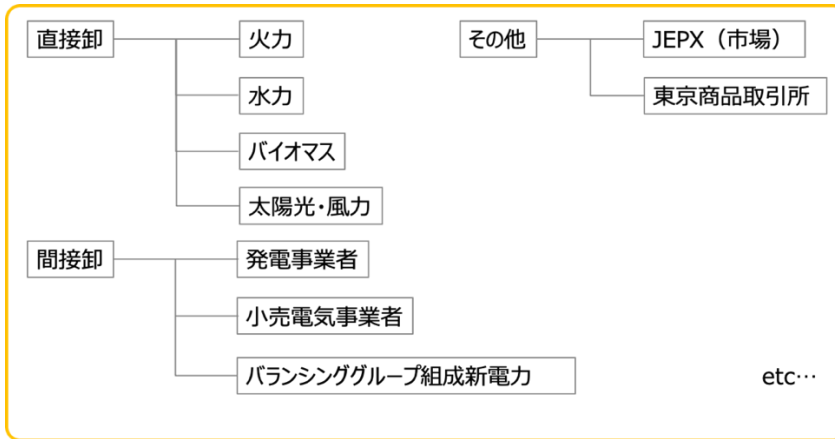 直接卸
火力
水力
バイオマス
太陽光・風力
間接卸
発電事業者
小売電気事業者
バランシンググループ組成新電力
その他
JEPX（市場）
東京商品取引所
etc…